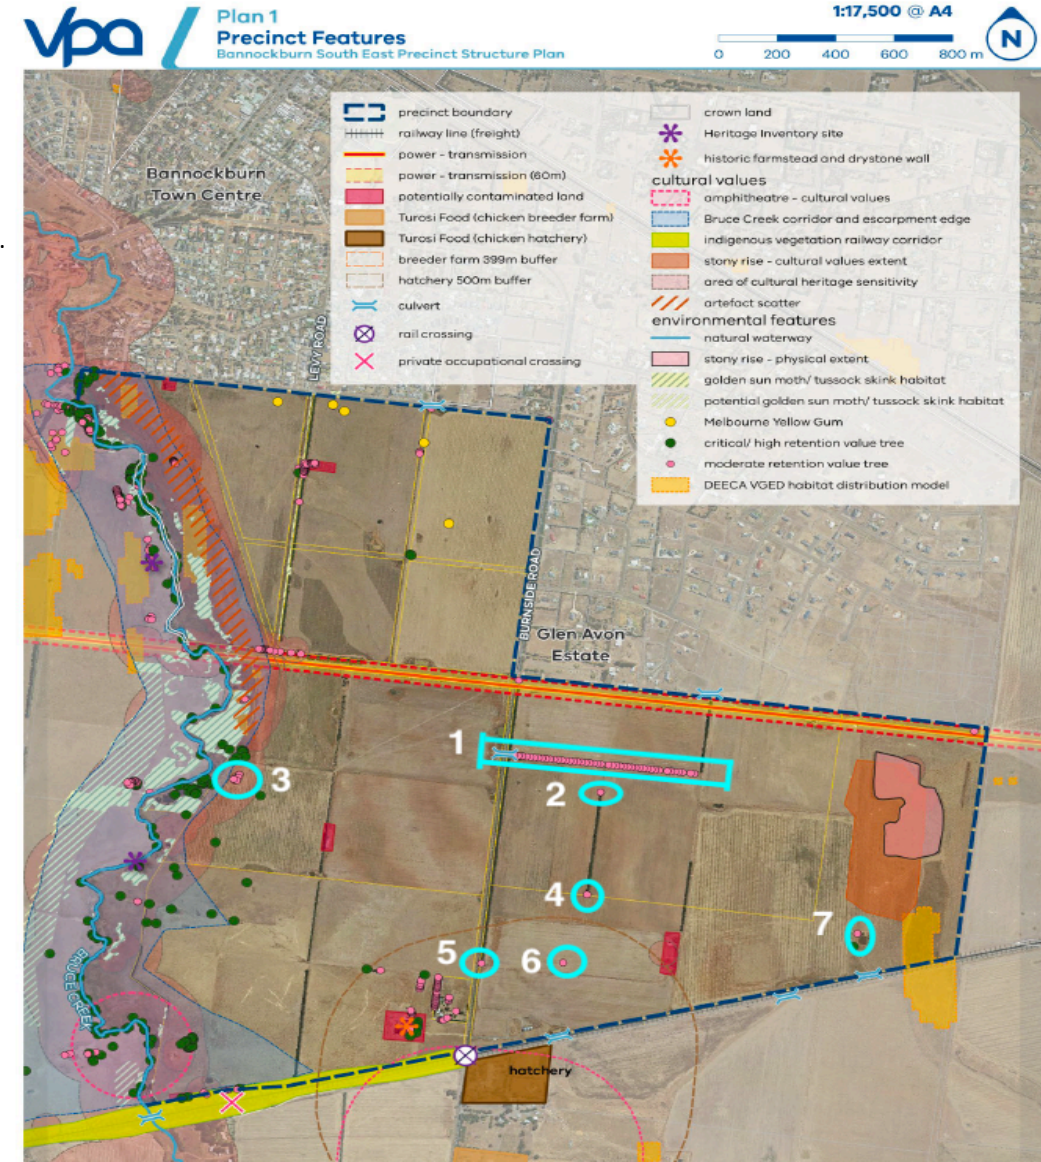 vpa
Plan 1
Precinct Features
Bannockburn South East Precinct Structure Plan
1:17,500 @ A4
0 200 400 600 800 m
N
precinct boundary
railway line (freight)
power - transmission
power - transmission (60m)
potentially contaminated land
Turosi Food (chicken breeder farm)
Turosi Food (chicken hatchery)
breeder farm 399m buffer
hatchery 500m buffer
culvert
rail crossing
private occupational crossing
crown land
Heritage Inventory site
historic farmstead and drystone wall
cultural values
amphitheatre - cultural values
Bruce Creek corridor and escarpment edge
indigenous vegetation railway corridor
stony rise - cultural values extent
area of cultural heritage sensitivity
artefact scatter
environmental features
natural waterway
stony rise - physical extent
golden sun moth/ tussock skink habitat
potential golden sun moth/ tussock skink habitat
Melbourne Yellow Gum
critical/ high retention value tree
moderate retention value tree
DEECA VGED habitat distribution model
Bannockburn
Town Centre
.
LEVY ROAD
BURNSIDE ROAD
Glen Avon
Estate
1
2
3
4
5
6
7
BRUCE CREEK
hatchery